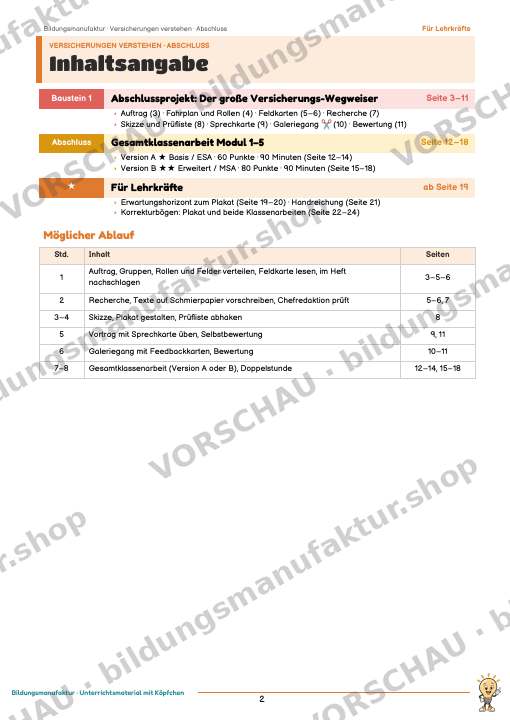 Bildungsmanufaktur · Versicherungen verstehen · Abschluss
Für Lehrkräfte
VERSICHERUNGEN VERSTEHEN · ABSCHLUSS
Inhaltsangabe
Baustein 1 Abschlussprojekt: Der große Versicherungs-Wegweiser Seite 3–11
• Auftrag (3) · Fahrplan und Rollen (4) · Feldkarten (5–6) · Recherche (7)
• Skizze und Prüfliste (8) · Sprechkarte (9) · Galeriegang ✂ (10) · Bewertung (11)
Abschluss Gesamtklassenarbeit Modul 1–5 Seite 12–18
• Version A ★ Basis / ESA · 60 Punkte · 90 Minuten (Seite 12–14)
• Version B ★★ Erweitert / MSA · 80 Punkte · 90 Minuten (Seite 15–18)
★ Für Lehrkräfte ab Seite 19
• Erwartungshorizont zum Plakat (Seite 19–20) · Handreichung (Seite 21)
• Korrekturbögen: Plakat und beide Klassenarbeiten (Seite 22–24)
Möglicher Ablauf
Std. Inhalt Seiten
1 Auftrag, Gruppen, Rollen und Felder verteilen, Feldkarte lesen, im Heft nachschlagen 3–5–6
2 Recherche, Texte auf Schmierpapier vorschreiben, Chefredaktion prüft 5–6, 7
3–4 Skizze, Plakat gestalten, Prüfliste abhaken 8
5 Vortrag mit Sprechkarte üben, Selbstbewertung 9, 11
6 Galeriegang mit Feedbackkarten, Bewertung 10–11
7–8 Gesamtklassenarbeit (Version A oder B), Doppelstunde 12–14, 15–18
VORSCHAU · bildungsmanufaktur.shop
Bildungsmanufaktur · Unterrichtsmaterial mit Köpfchen
2